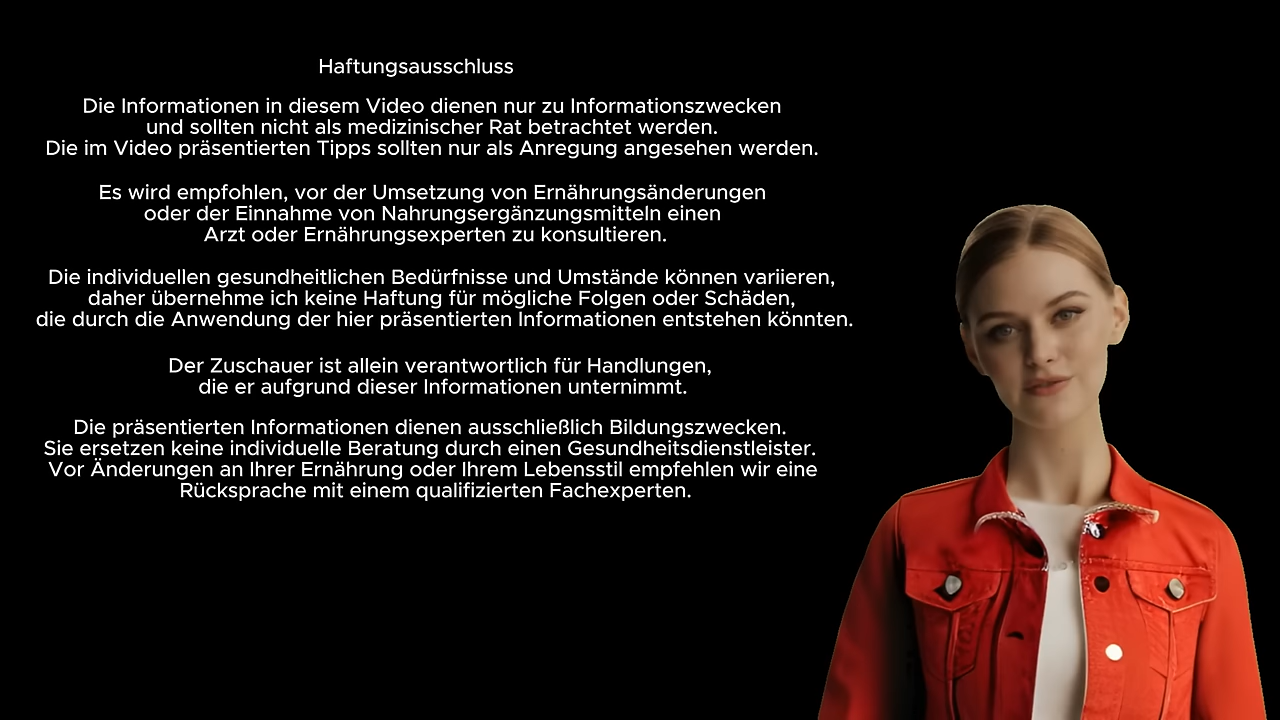 Haftungsausschluss
Die Informationen in diesem Video dienen nur zu Informationszwecken
und sollten nicht als medizinischer Rat betrachtet werden.
Die im Video präsentierten Tipps sollten nur als Anregung angesehen werden.
Es wird empfohlen, vor der Umsetzung von Ernährungsänderungen
oder der Einnahme von Nahrungsergänzungsmitteln einen
Arzt oder Ernährungsexperten zu konsultieren.
Die individuellen gesundheitlichen Bedürfnisse und Umstände können variieren,
daher übernehme ich keine Haftung für mögliche Folgen oder Schäden,
die durch die Anwendung der hier präsentierten Informationen entstehen könnten.
Der Zuschauer ist allein verantwortlich für Handlungen,
die er aufgrund dieser Informationen unternimmt.
Die präsentierten Informationen dienen ausschließlich Bildungszwecken.
Sie ersetzen keine individuelle Beratung durch einen Gesundheitsdienstleister.
Vor Änderungen an Ihrer Ernährung oder Ihrem Lebensstil empfehlen wir eine
Rücksprache mit einem qualifizierten Fachexperten.